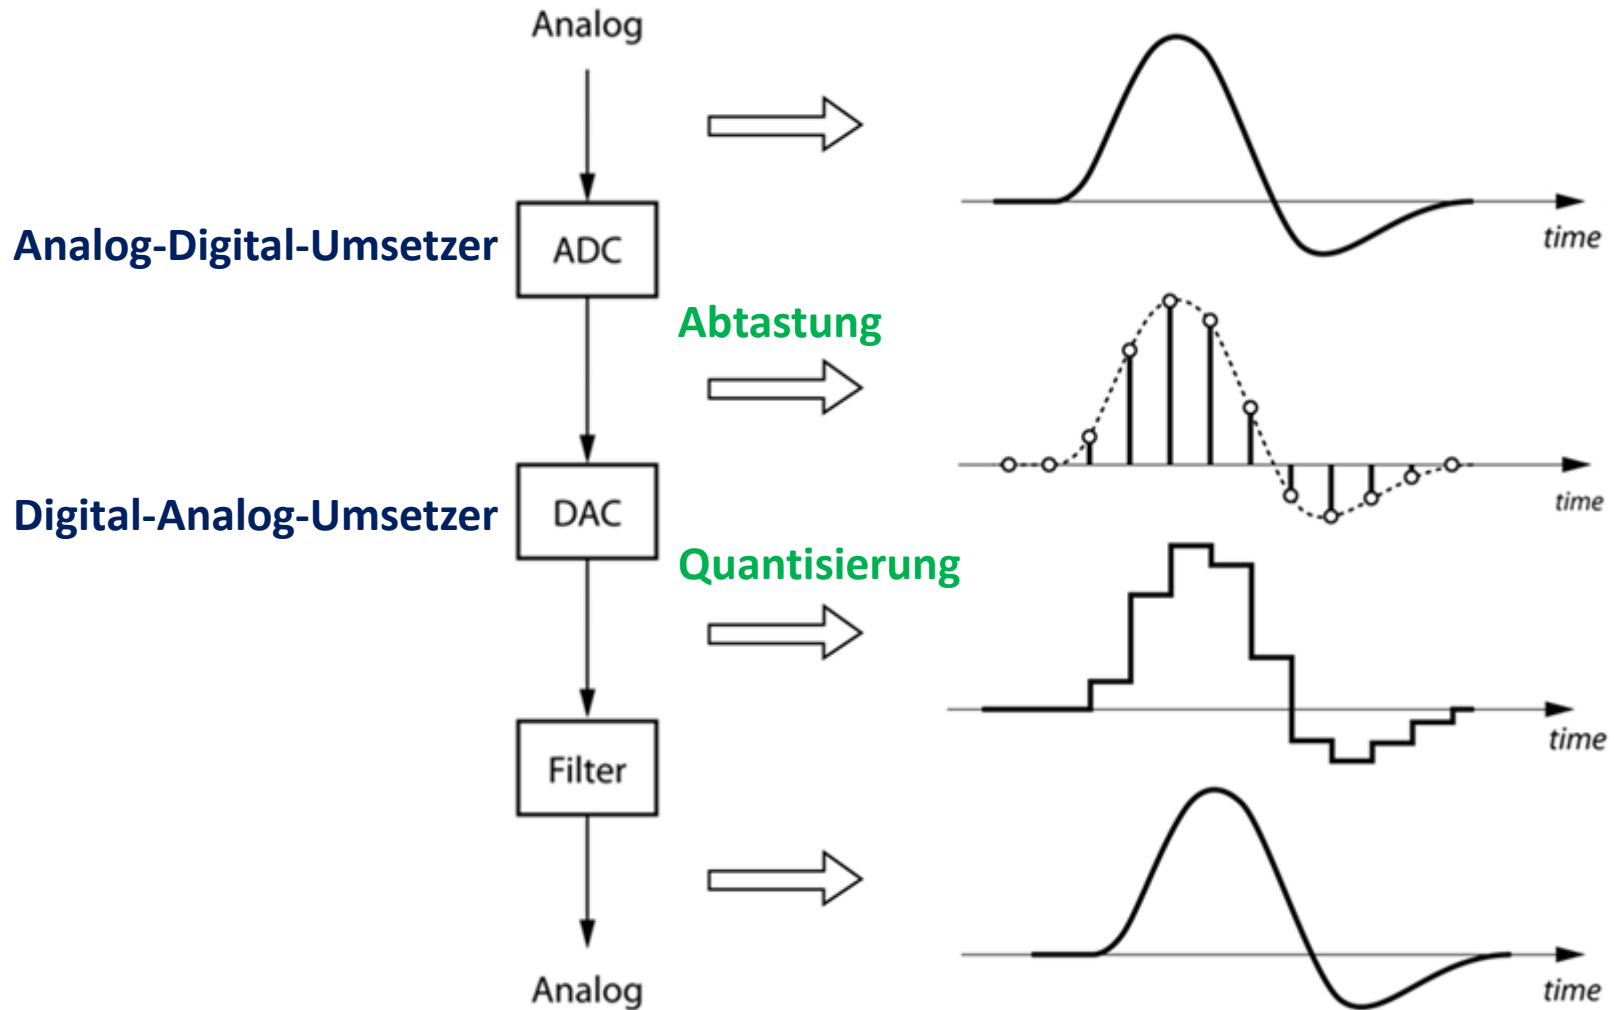 Analog
ADC
Analog-Digital-Umsetzer
time
Abtastung
DAC
Digital-Analog-Umsetzer
time
Quantisierung
time
Filter
Analog
time